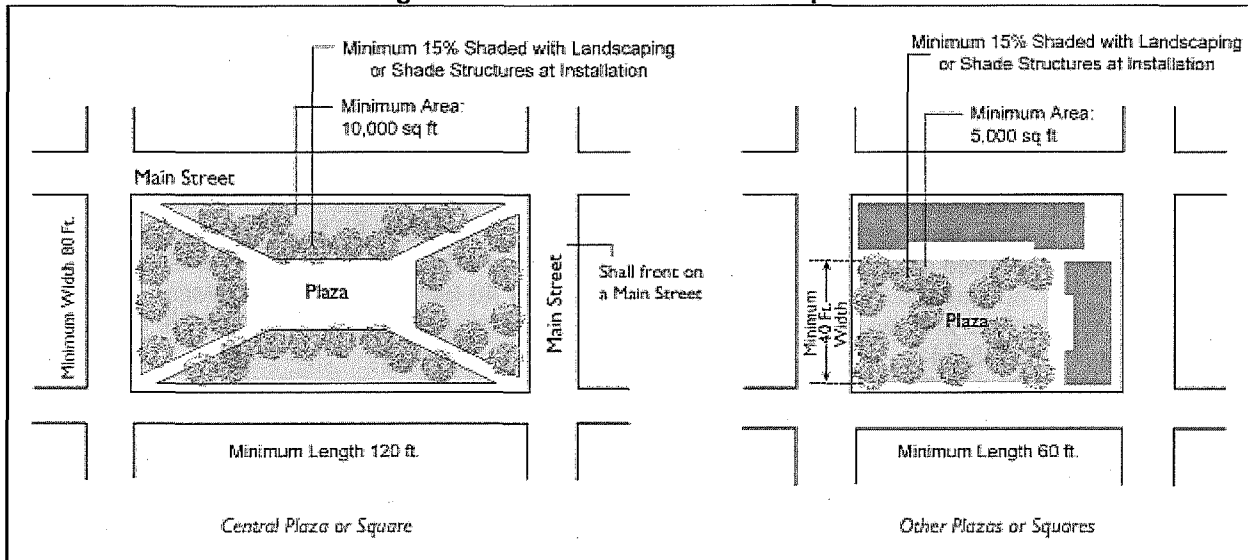 Minimum 15% Shaded with Landscaping
or Shade Structures at Installation
Minimum Area:
10,000 sq ft
Main Street
Minimum Width 80 Ft.
Plaza
Main Street
Shall front on
a Main Street
Minimum Length 120 ft.
Central Plaza or Square
Minimum 15% Shaded with Landscaping
or Shade Structures at Installation
Minimum Area:
5,000 sq ft
Minimum
40 Ft.
Width
Plaza
Minimum Length 60 ft.
Other Plazas or Squares